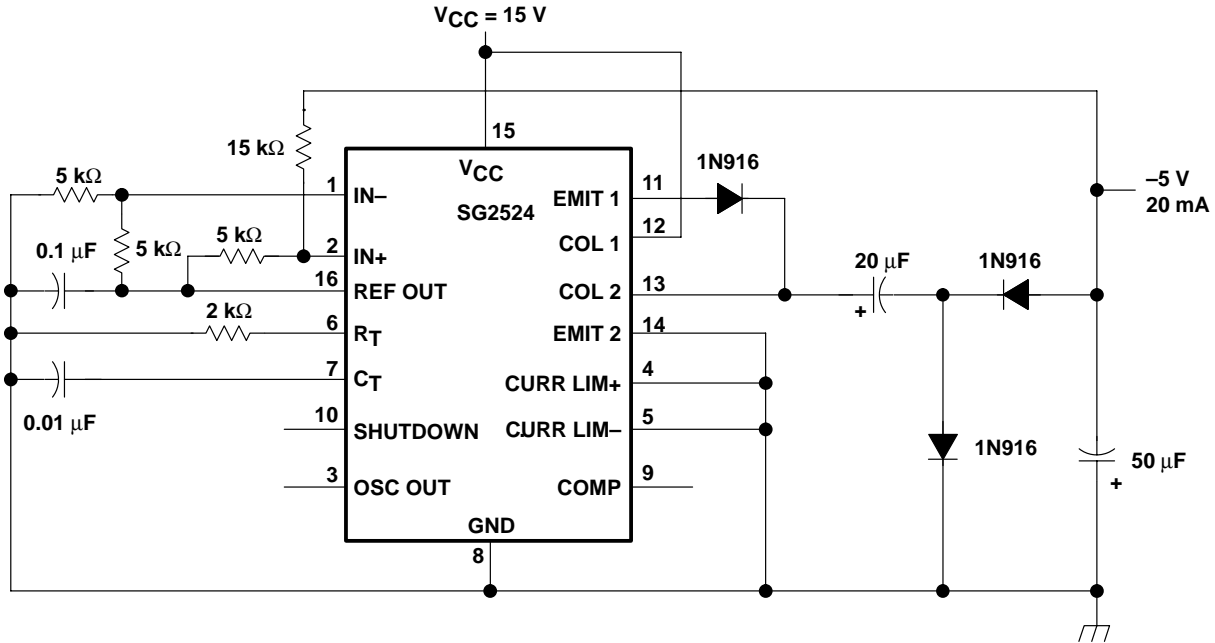 VCC = 15 V
15 kΩ
15
VCC
SG2524
5 kΩ
1
IN–
5 kΩ
5 kΩ
2
IN+
0.1 μF
16
REF OUT
2 kΩ
6
RT
7
CT
0.01 μF
10
SHUTDOWN
3
OSC OUT
GND
8
EMIT 1
11
1N916
COL 1
12
COL 2
13
EMIT 2
14
CURR LIM+
4
CURR LIM–
5
COMP
9
20 μF
+
1N916
–5 V
20 mA
1N916
50 μF
+